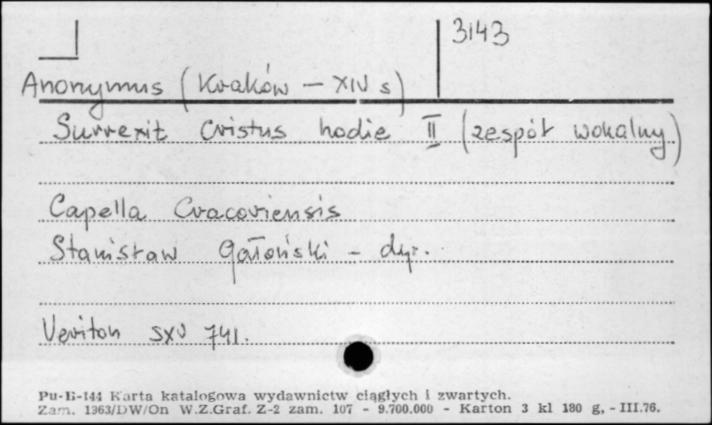 3143
Anonymus (Kraków – XIV s)
Surrexit Cristus hodie II (zespół wokalny)
Capella Cracoviensis
Stanisław Gałoński – dyr.
Veriton SXV 741.
Pu-B-144 Karta katalogowa wydawnictw ciągłych i zwartych.
Zam. 1363/DW/On W.Z.Graf. Z-2 zam. 107 - 9.700.000 - Karton 3 kl 180 g, - III.76.